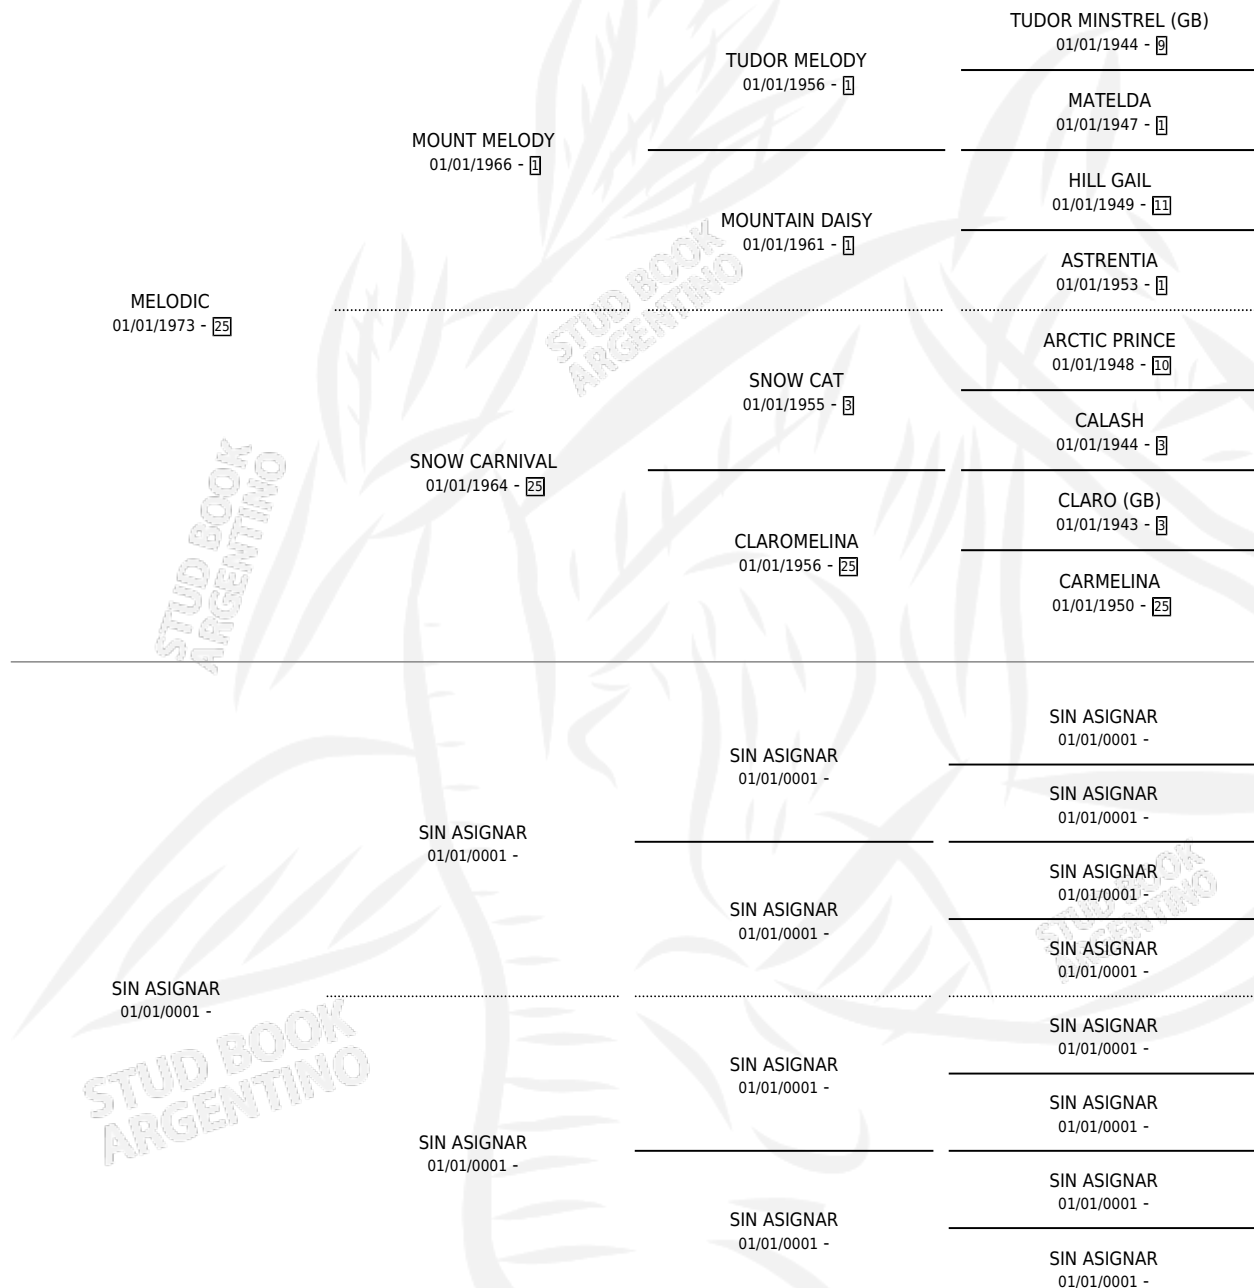 TUDOR MINSTREL (GB)
01/01/1944 - 9
TUDOR MELODY
01/01/1956 - 1
MATELDA
01/01/1947 - 1
MOUNT MELODY
01/01/1966 - 1
HILL GAIL
01/01/1949 - 11
MOUNTAIN DAISY
01/01/1961 - 1
ASTRENTIA
01/01/1953 - 1
MELODIC
01/01/1973 - 25
ARCTIC PRINCE
01/01/1948 - 10
SNOW CAT
01/01/1955 - 3
CALASH
01/01/1944 - 3
SNOW CARNIVAL
01/01/1964 - 25
CLARO (GB)
01/01/1943 - 3
CLAROMELINA
01/01/1956 - 25
CARMELINA
01/01/1950 - 25
STUD BOOK
ARGENTINO
STUD BOOK
ARGENTINO
SIN ASIGNAR
01/01/0001 -
SIN ASIGNAR
01/01/0001 -
SIN ASIGNAR
01/01/0001 -
SIN ASIGNAR
01/01/0001 -
SIN ASIGNAR
01/01/0001 -
SIN ASIGNAR
01/01/0001 -
SIN ASIGNAR
01/01/0001 -
SIN ASIGNAR
01/01/0001 -
SIN ASIGNAR
01/01/0001 -
SIN ASIGNAR
01/01/0001 -
SIN ASIGNAR
01/01/0001 -
SIN ASIGNAR
01/01/0001 -
SIN ASIGNAR
01/01/0001 -
SIN ASIGNAR
01/01/0001 -
SIN ASIGNAR
01/01/0001 -
STUD BOOK
ARGENTINO
STUD BOOK
ARGENTINO